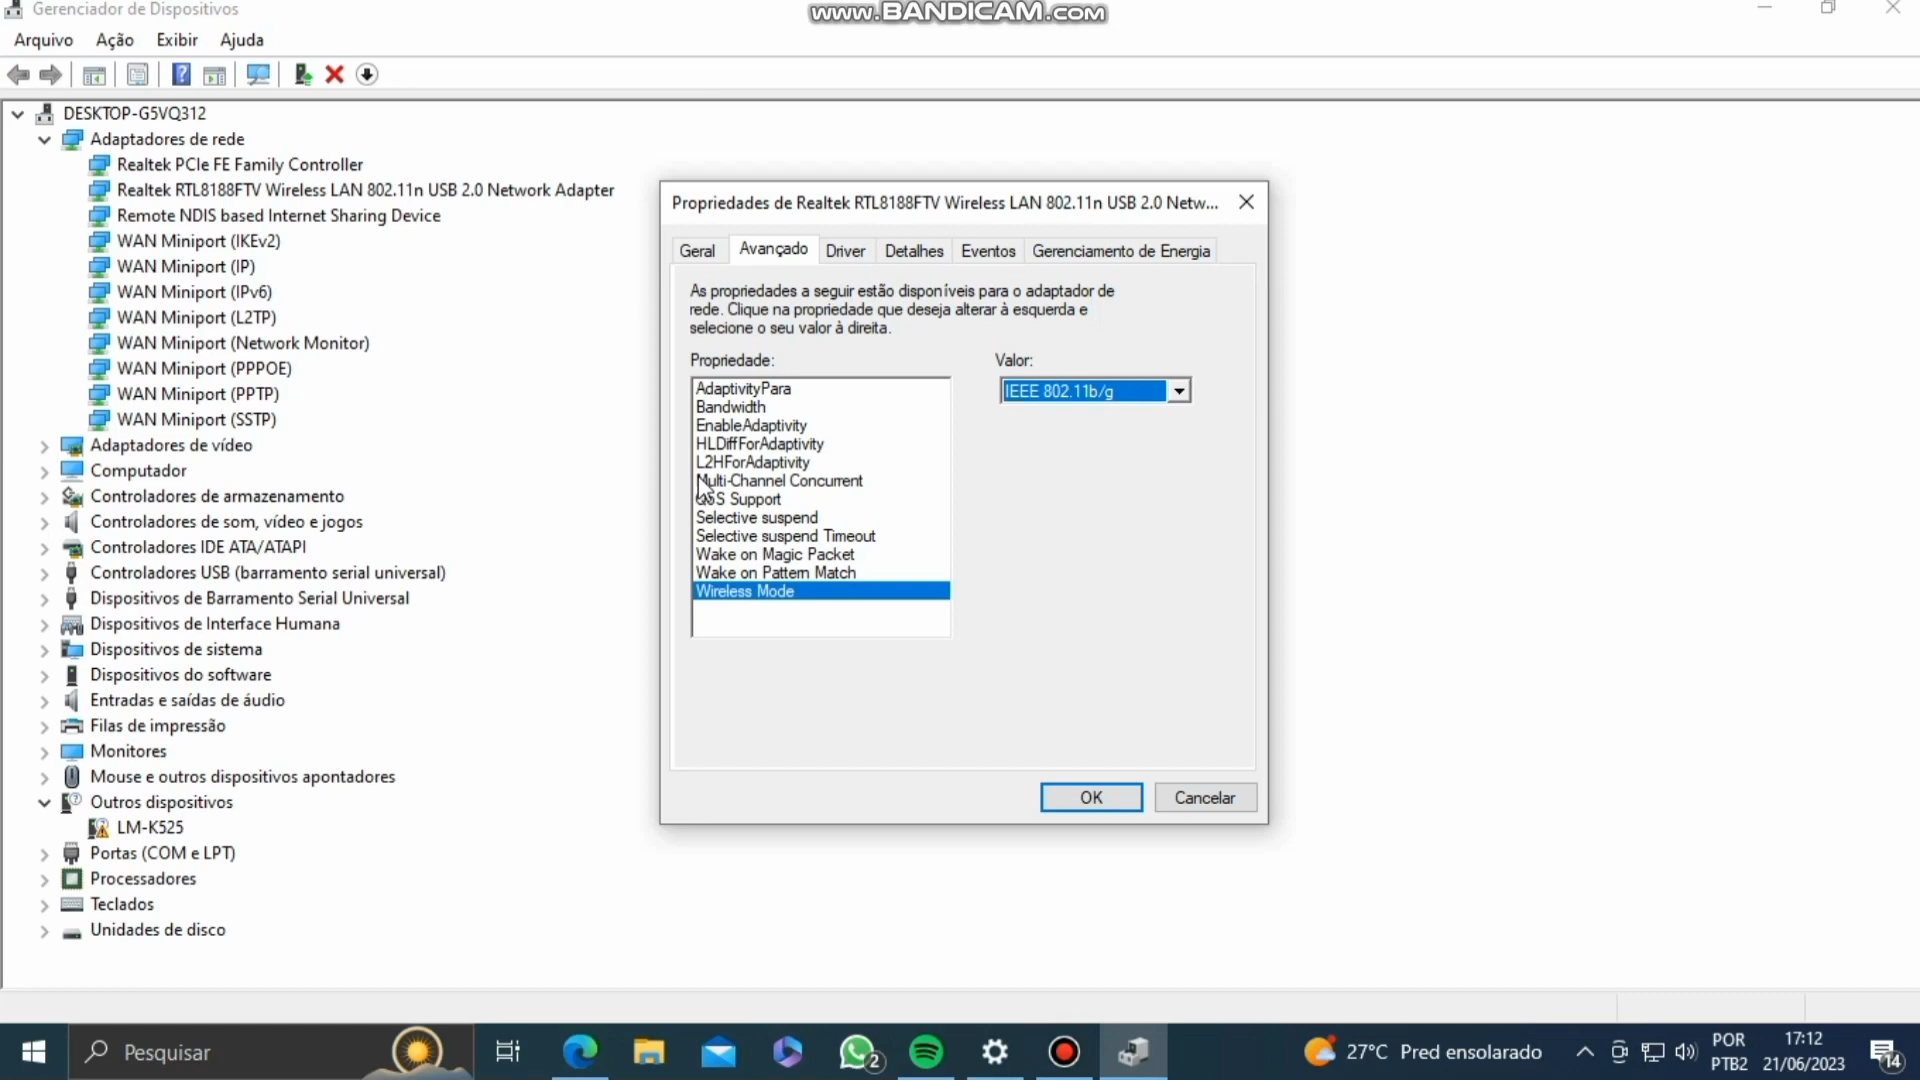 Gerenciador de Dispositivos
www.BANDICAM.com
Arquivo Ação Exibir Ajuda
DESKTOP-G5VQ312
Adaptadores de rede
Realtek PCIe FE Family Controller
Realtek RTL8188FTV Wireless LAN 802.11n USB 2.0 Network Adapter
Remote NDIS based Internet Sharing Device
WAN Miniport (IKEv2)
WAN Miniport (IP)
WAN Miniport (IPv6)
WAN Miniport (L2TP)
WAN Miniport (Network Monitor)
WAN Miniport (PPPOE)
WAN Miniport (PPTP)
WAN Miniport (SSTP)
Adaptadores de vídeo
Computador
Controladores de armazenamento
Controladores de som, vídeo e jogos
Controladores IDE ATA/ATAPI
Controladores USB (barramento serial universal)
Dispositivos de Barramento Serial Universal
Dispositivos de Interface Humana
Dispositivos de sistema
Dispositivos do software
Entradas e saídas de áudio
Filas de impressão
Monitores
Mouse e outros dispositivos apontadores
Outros dispositivos
LM-K525
Portas (COM e LPT)
Processadores
Teclados
Unidades de disco
Propriedades de Realtek RTL8188FTV Wireless LAN 802.11n USB 2.0 Netw...
Geral Avançado Driver Detalhes Eventos Gerenciamento de Energia
As propriedades a seguir estão disponíveis para o adaptador de
rede. Clique na propriedade que deseja alterar à esquerda e
selecione o seu valor à direita.
Propriedade: Valor:
AdaptivityPara
IEEE 802.11b/g
Bandwidth
EnableAdaptivity
HLDiffForAdaptivity
L2HForAdaptivity
Multi-Channel Concurrent
Support
Selective suspend
Selective suspend Timeout
Wake on Magic Packet
Wake on Pattern Match
Wireless Mode
OK Cancelar
Pesquisar
2
27°C Pred ensolarado
POR
PTB2
17:12
21/06/2023
14